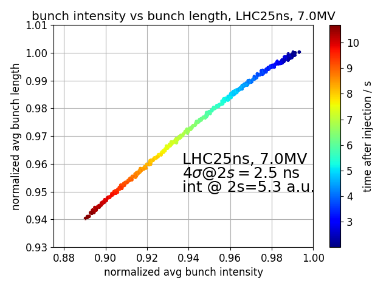 bunch intensity vs bunch length, LHC25ns, 7.0MV
1.01
1.00
0.99
0.98
0.97
0.96
0.95
0.94
0.93
normalized avg bunch length
LHC25ns, 7.0MV
4σ@2s = 2.5 ns
int @ 2s=5.3 a.u.
0.88 0.90 0.92 0.94 0.96 0.98 1.00
normalized avg bunch intensity
10
9
8
7
6
5
4
3
time after injection / s